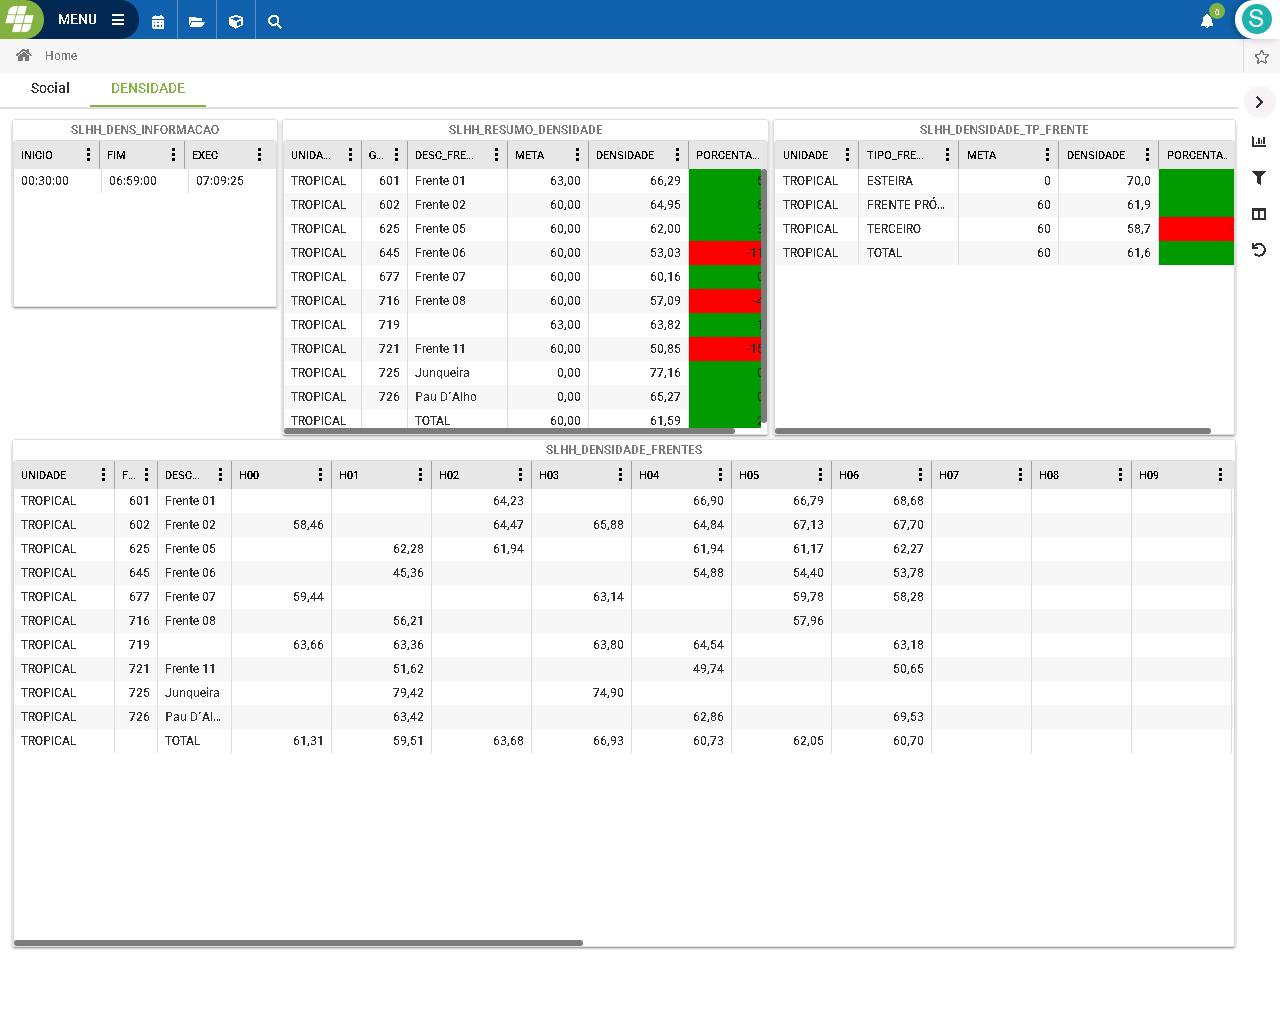 MENU
0
S
Home
Social DENSIDADE
SLHH_DENS_INFORMACAO
INICIO FIM EXEC
00:30:00 06:59:00 07:09:25
SLHH_RESUMO_DENSIDADE
UNIDA... G... DESC_FRE... META DENSIDADE PORCENTA...
TROPICAL 601 Frente 01 63,00 66,29
TROPICAL 602 Frente 02 60,00 64,95
TROPICAL 625 Frente 05 60,00 62,00
TROPICAL 645 Frente 06 60,00 53,03
TROPICAL 677 Frente 07 60,00 60,16
TROPICAL 716 Frente 08 60,00 57,09
TROPICAL 719 63,00 63,82
TROPICAL 721 Frente 11 60,00 50,85
TROPICAL 725 Junqueira 0,00 77,16
TROPICAL 726 Pau D´Alho 0,00 65,27
TROPICAL TOTAL 60,00 61,59
SLHH_DENSIDADE_TP_FRENTE
UNIDADE TIPO_FRE... META DENSIDADE PORCENTA...
TROPICAL ESTEIRA 0 70,0
TROPICAL FRENTE PRÓ... 60 61,9
TROPICAL TERCEIRO 60 58,7
TROPICAL TOTAL 60 61,6
SLHH_DENSIDADE_FRENTES
UNIDADE F... DESC... H00 H01 H02 H03 H04 H05 H06 H07 H08 H09
TROPICAL 601 Frente 01 64,23 66,90 66,79 68,68
TROPICAL 602 Frente 02 58,46 64,47 65,88 64,84 67,13 67,70
TROPICAL 625 Frente 05 62,28 61,94 61,94 61,17 62,27
TROPICAL 645 Frente 06 45,36 54,88 54,40 53,78
TROPICAL 677 Frente 07 59,44 63,14 59,78 58,28
TROPICAL 716 Frente 08 56,21 57,96
TROPICAL 719 63,66 63,36 63,80 64,54 63,18
TROPICAL 721 Frente 11 51,62 49,74 50,65
TROPICAL 725 Junqueira 79,42 74,90
TROPICAL 726 Pau D´Al... 63,42 62,86 69,53
TROPICAL TOTAL 61,31 59,51 63,68 66,93 60,73 62,05 60,70